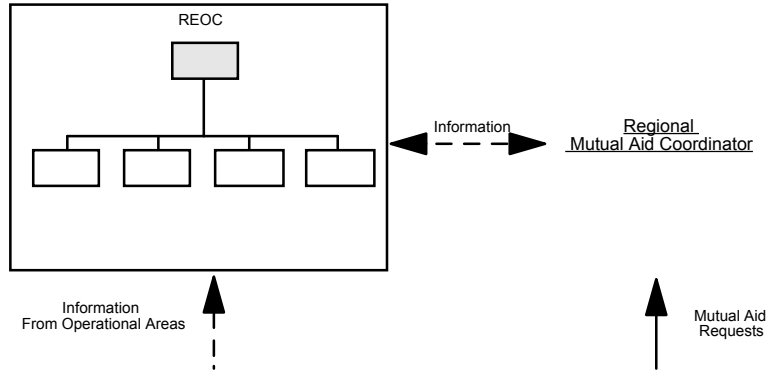 REOC
Information
Regional
Mutual Aid Coordinator
Information
From Operational Areas
Mutual Aid
Requests